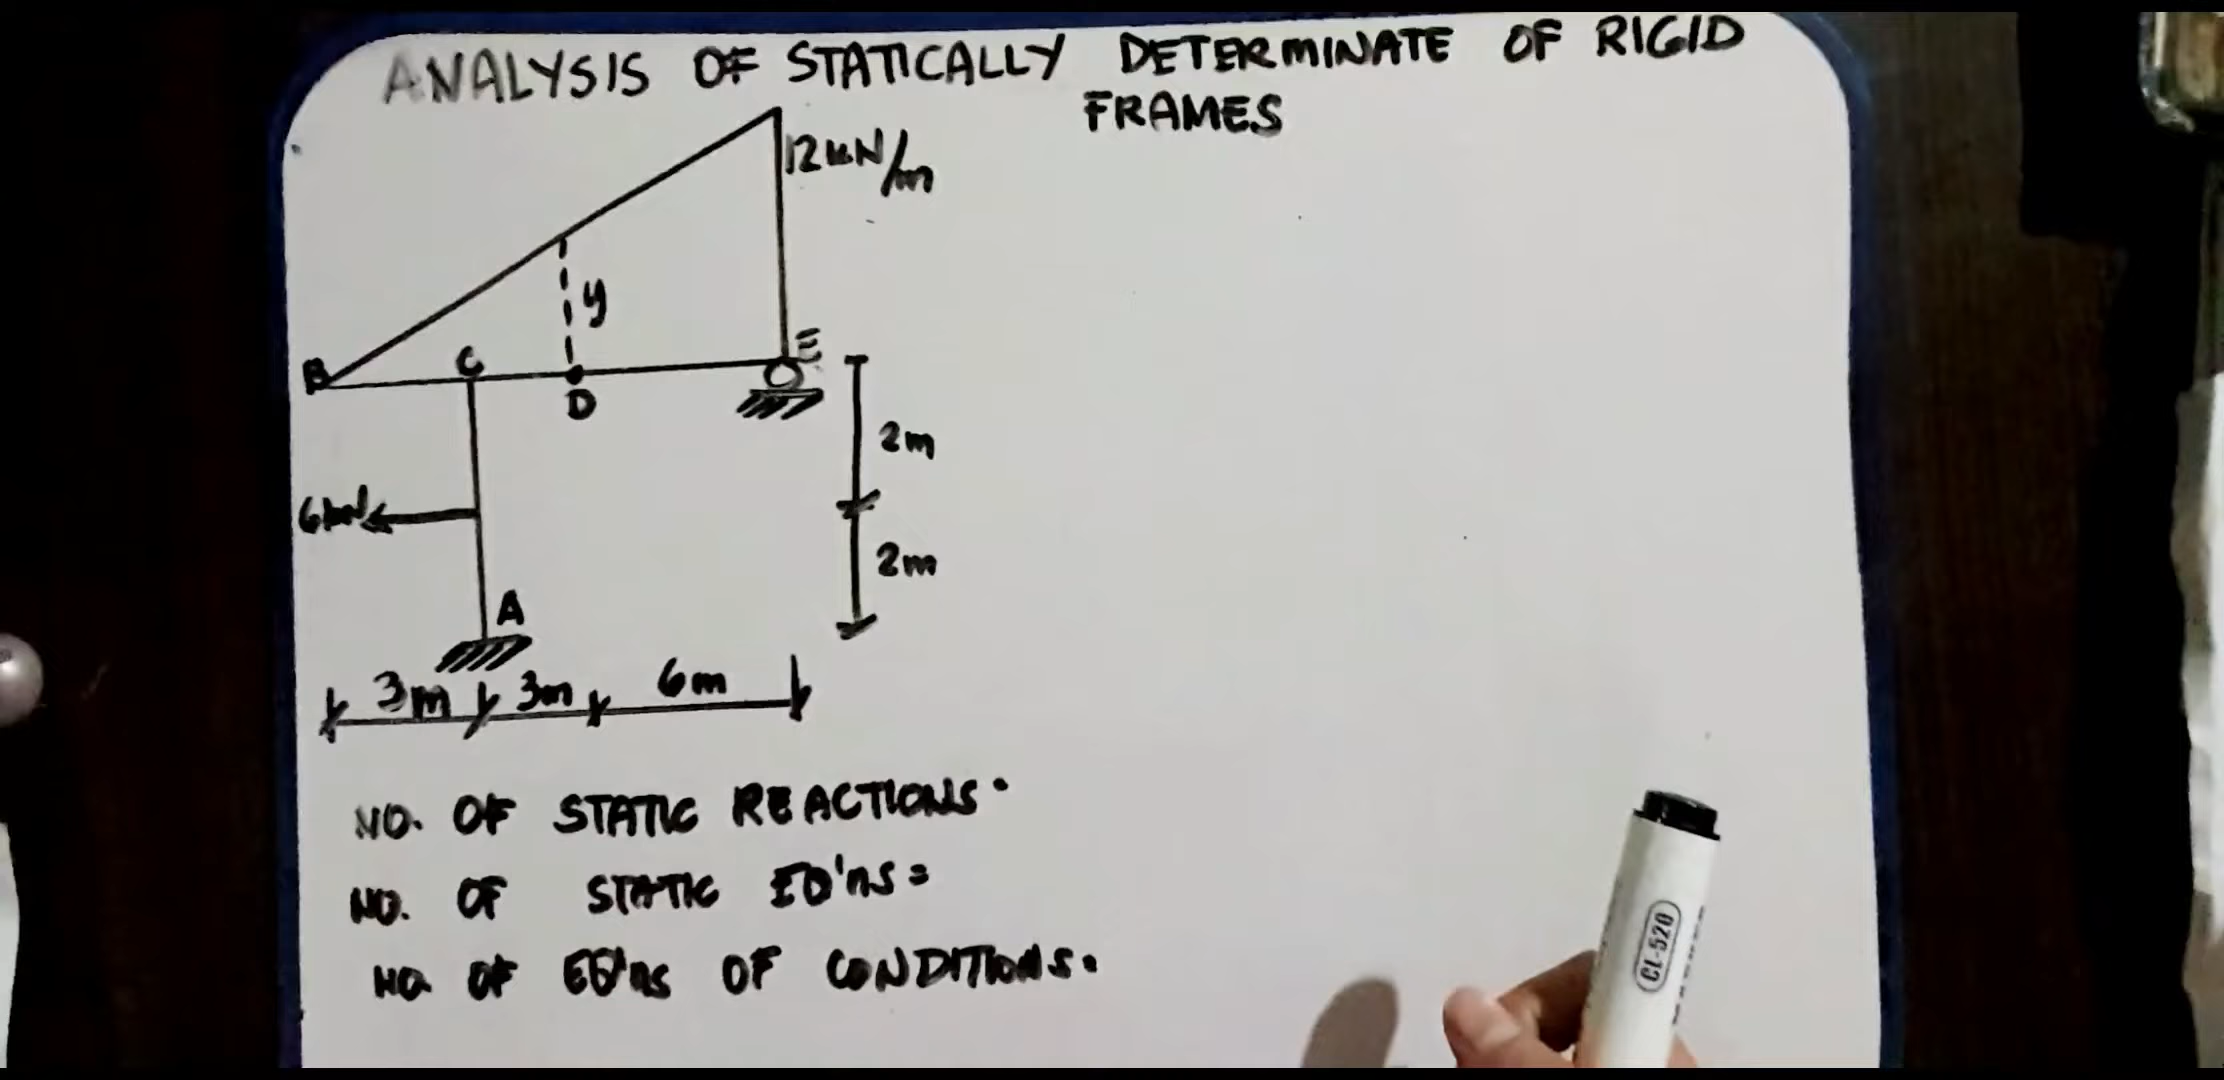 ANALYSIS OF STATICALLY DETERMINATE OF RIGID
FRAMES
12kN/m
y
B
C
D
E
2m
6kN
2m
A
3m
3m
6m
NO. OF STATIC REACTIONS =
NO. OF STATIC EQ'ns =
NO. OF EQ'ns OF CONDITIONS =
CL-520